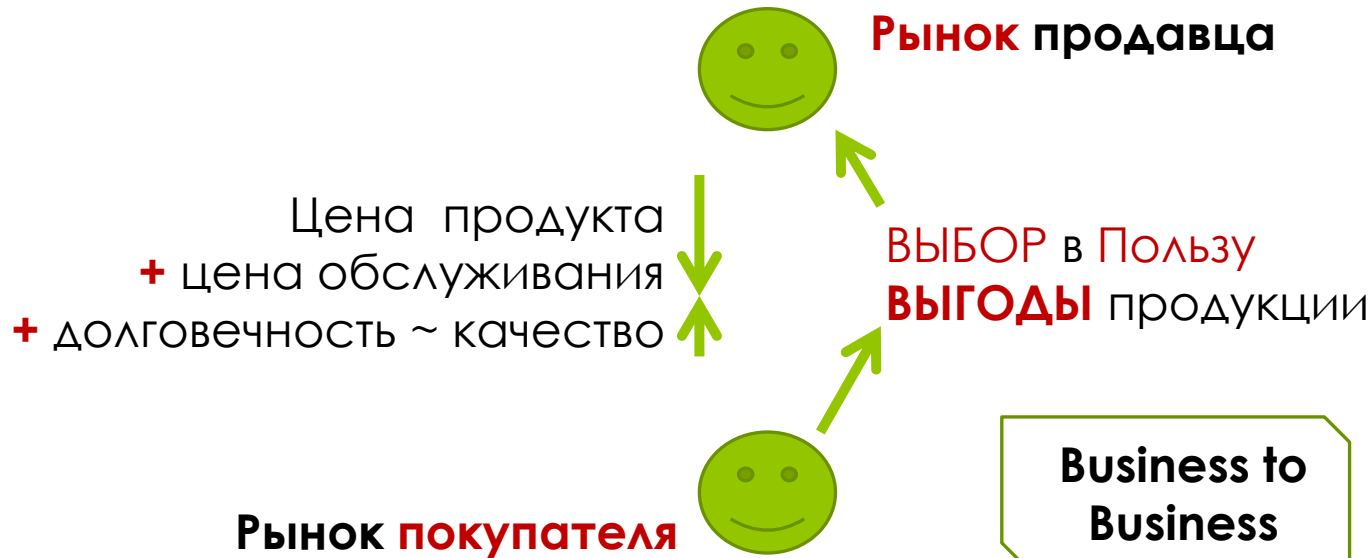 Рынок продавца
Цена продукта
+ цена обслуживания
+ долговечность ~ качество
ВЫБОР в Пользу
ВЫГОДЫ продукции
Business to
Business
Рынок покупателя